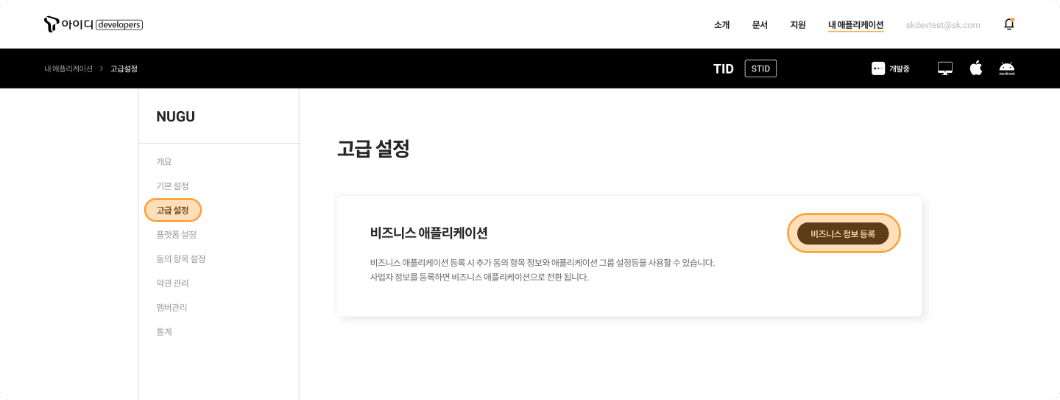 아이디 developers
소개 문서 지원 내 애플리케이션 skdevtest@sk.com
내 애플리케이션 > 고급설정 TID STID 개발중 android
NUGU
개요
기본 설정
고급 설정
플랫폼 설정
동의 항목 설정
약관 관리
멤버관리
통계
고급 설정
비즈니스 애플리케이션
비즈니스 정보 등록
비즈니스 애플리케이션 등록 시 추가 동의 항목 정보와 애플리케이션 그룹 설정등을 사용할 수 있습니다.
사업자 정보를 등록하면 비즈니스 애플리케이션으로 전환 됩니다.